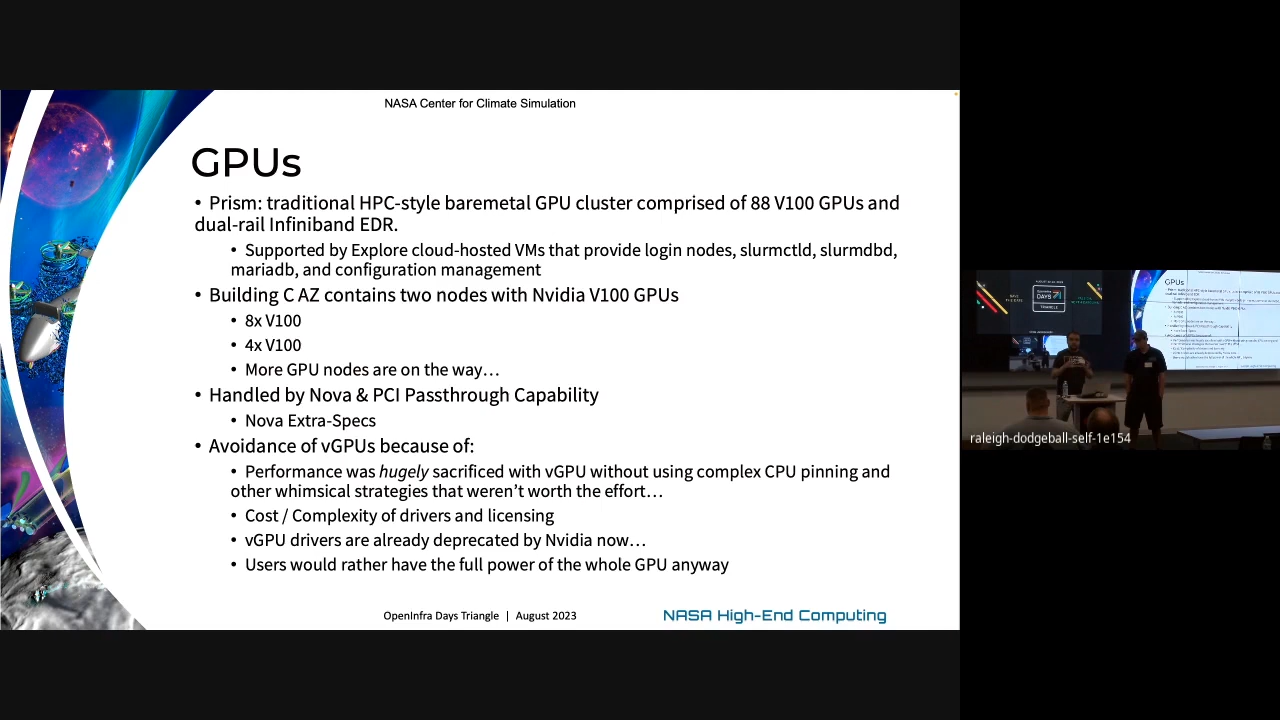 NASA Center for Climate Simulation
GPUs
• Prism: traditional HPC-style baremetal GPU cluster comprised of 88 V100 GPUs and
dual-rail Infiniband EDR.
• Supported by Explore cloud-hosted VMs that provide login nodes, slurmctld, slurmdbd,
mariadb, and configuration management
• Building C AZ contains two nodes with Nvidia V100 GPUs
• 8x V100
• 4x V100
• More GPU nodes are on the way…
• Handled by Nova & PCI Passthrough Capability
• Nova Extra-Specs
• Avoidance of vGPUs because of:
• Performance was hugely sacrificed with vGPU without using complex CPU pinning and
other whimsical strategies that weren't worth the effort…
• Cost / Complexity of drivers and licensing
• vGPU drivers are already deprecated by Nvidia now…
• Users would rather have the full power of the whole GPU anyway
OpenInfra Days Triangle | August 2023
NASA High-End Computing
GPUs
DAYS
raleigh-dodgeball-self-1e154